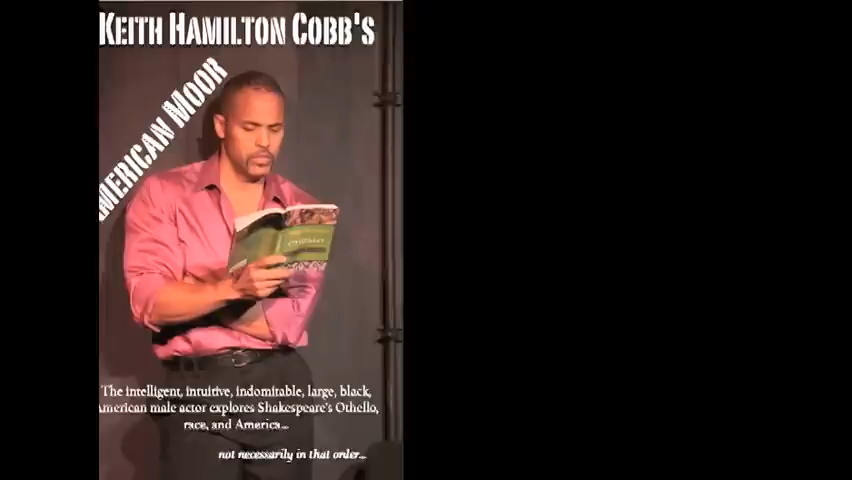 KEITH HAMILTON COBB'S
AMERICAN MOOR
OTHELLO
The intelligent, intuitive, indomitable, large, black,
American male actor explores Shakespeare's Othello,
race, and America...
not necessarily in that order...